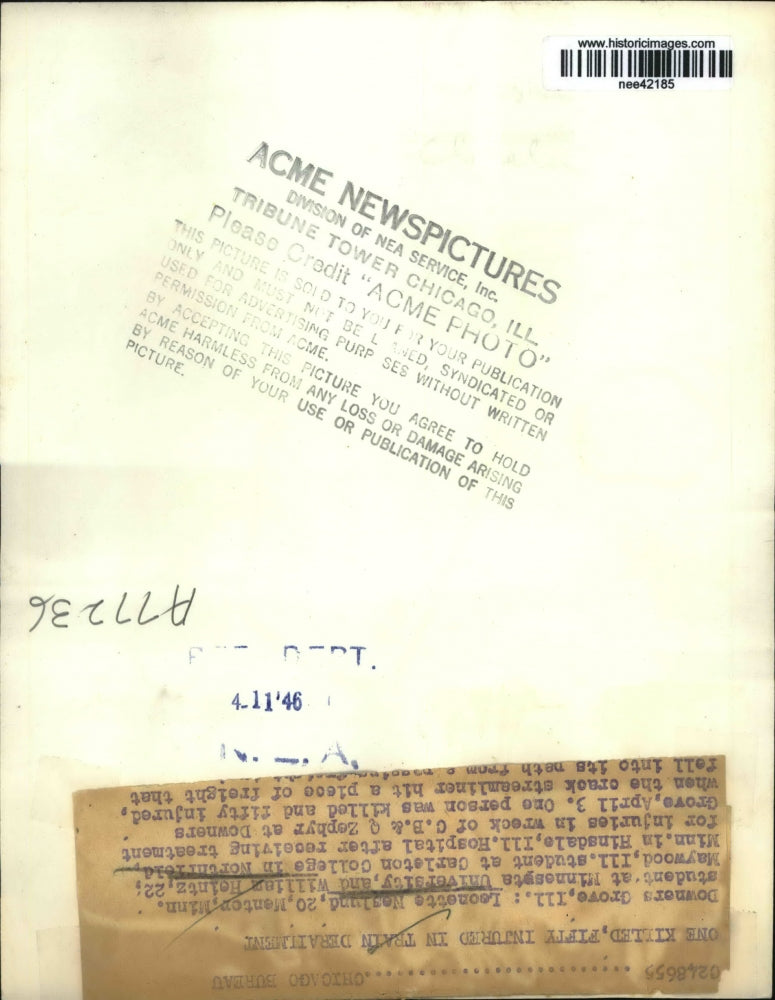 www.historicimages.com
nee42185
ACME NEWSPICTURES
DIVISION OF NEA SERVICE, Inc.
TRIBUNE TOWER CHICAGO, ILL.
Please Credit "ACME PHOTO"
THIS PICTURE IS SOLD TO YOU FOR YOUR PUBLICATION
ONLY AND MUST NOT BE LOANED, SYNDICATED OR
USED FOR ADVERTISING PURPOSES WITHOUT WRITTEN
PERMISSION FROM ACME.
BY ACCEPTING THIS PICTURE YOU AGREE TO HOLD
ACME HARMLESS FROM ANY LOSS OR DAMAGE ARISING
BY REASON OF YOUR USE OR PUBLICATION OF THIS
PICTURE.
A77236
DEPT.
4-11'46
N.E.A.
0248655 CHICAGO BUREAU
ONE KILLED,FIFTY INJURED IN TRAIN DERAILMENT
Downers Grove,Ill.: Leonette Neglund,20,Mentor,Minn.
student at Minnesota University,and William Heintz,22,
Maywood,Ill.student at Carleton College in Northfield,
Minn.in Hinsdale,Ill.Hospital after receiving treatment
for injuries in wreck of C.B.& Q Zephyr at Downers
Grove,April 3. One person was killed and fifty injured,
when the crack streamliner hit a piece of freight that
fell into its path from a passing